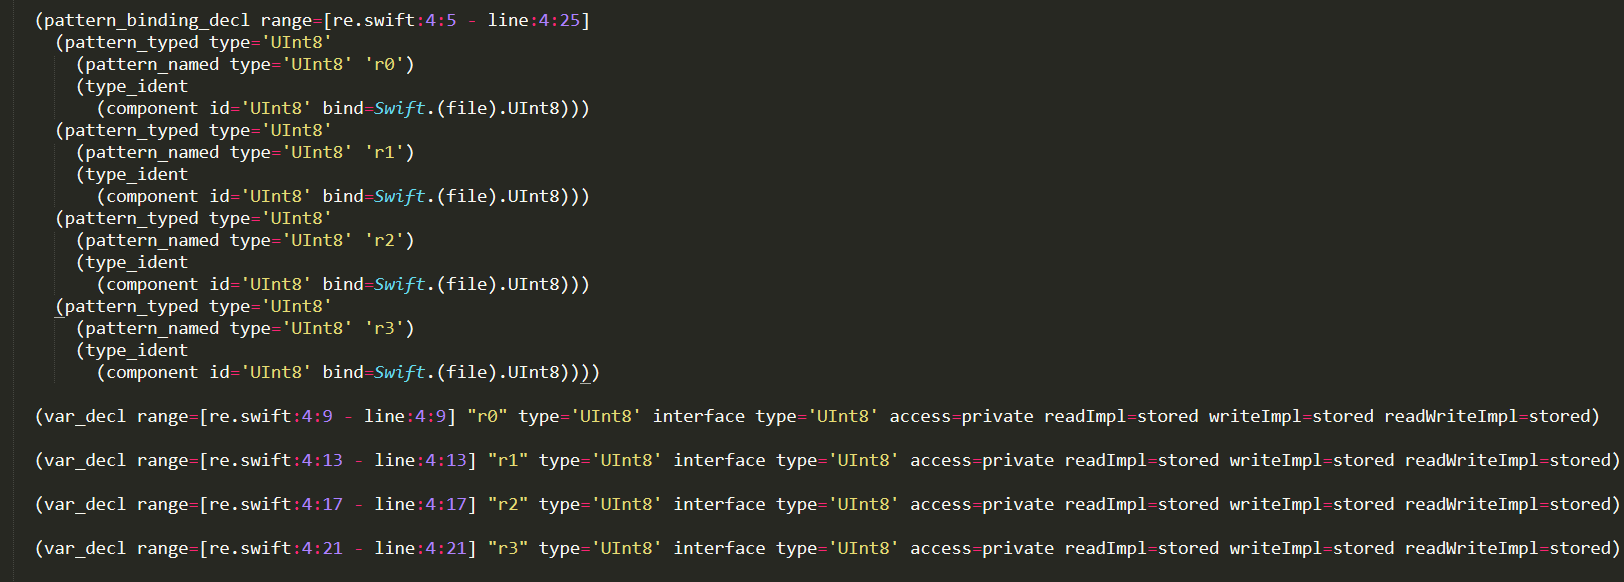 (pattern_binding_decl range=[re.swift:4:5 - line:4:25]
  (pattern_typed type='UInt8'
    (pattern_named type='UInt8' 'r0')
    (type_ident
      (component id='UInt8' bind=Swift.(file).UInt8)))
  (pattern_typed type='UInt8'
    (pattern_named type='UInt8' 'r1')
    (type_ident
      (component id='UInt8' bind=Swift.(file).UInt8)))
  (pattern_typed type='UInt8'
    (pattern_named type='UInt8' 'r2')
    (type_ident
      (component id='UInt8' bind=Swift.(file).UInt8)))
  (pattern_typed type='UInt8'
    (pattern_named type='UInt8' 'r3')
    (type_ident
      (component id='UInt8' bind=Swift.(file).UInt8))))
(var_decl range=[re.swift:4:9 - line:4:9] "r0" type='UInt8' interface type='UInt8' access=private readImpl=stored writeImpl=stored readWriteImpl=stored)
(var_decl range=[re.swift:4:13 - line:4:13] "r1" type='UInt8' interface type='UInt8' access=private readImpl=stored writeImpl=stored readWriteImpl=stored)
(var_decl range=[re.swift:4:17 - line:4:17] "r2" type='UInt8' interface type='UInt8' access=private readImpl=stored writeImpl=stored readWriteImpl=stored)
(var_decl range=[re.swift:4:21 - line:4:21] "r3" type='UInt8' interface type='UInt8' access=private readImpl=stored writeImpl=stored readWriteImpl=stored)